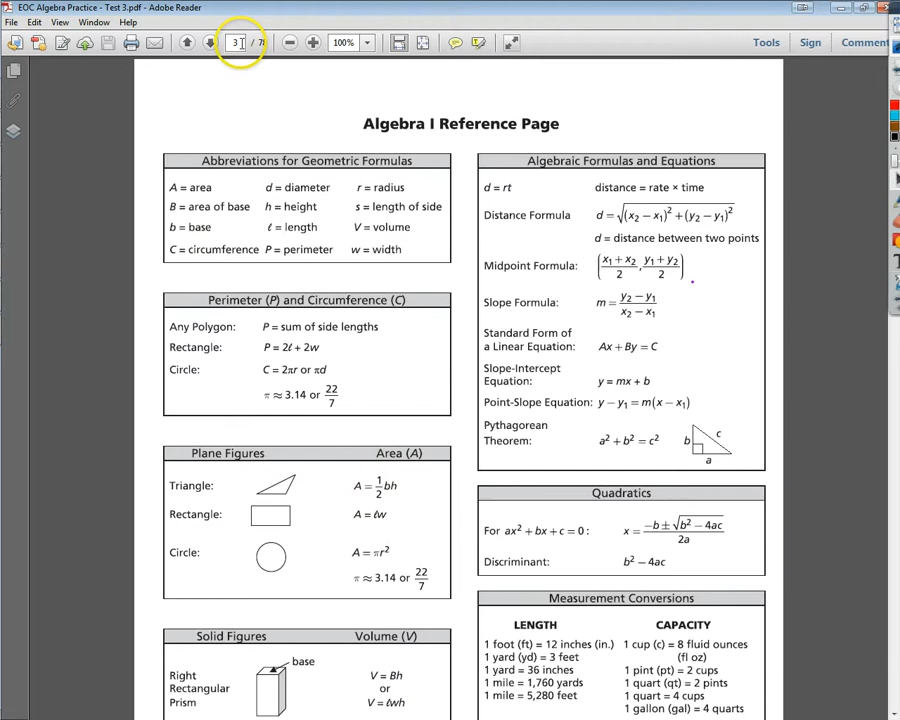 EOC Algebra Practice - Test 3.pdf - Adobe Reader
File Edit View Window Help
3 / 78 100% Tools Sign Comment
Algebra I Reference Page
Abbreviations for Geometric Formulas
A = area d = diameter r = radius
B = area of base h = height s = length of side
b = base ℓ = length V = volume
C = circumference P = perimeter w = width
Perimeter (P) and Circumference (C)
Any Polygon: P = sum of side lengths
Rectangle: P = 2ℓ + 2w
Circle: C = 2πr or πd
π ≈ 3.14 or 22/7
Plane Figures Area (A)
Triangle: A = 1/2 bh
Rectangle: A = ℓw
Circle: A = πr²
π ≈ 3.14 or 22/7
Solid Figures Volume (V)
base
Right V = Bh
Rectangular or
Prism V = ℓwh
Algebraic Formulas and Equations
d = rt distance = rate × time
Distance Formula d = √((x₂ − x₁)² + (y₂ − y₁)²)
d = distance between two points
Midpoint Formula: ((x₁ + x₂)/2, (y₁ + y₂)/2)
Slope Formula: m = (y₂ − y₁)/(x₂ − x₁)
Standard Form of
a Linear Equation: Ax + By = C
Slope-Intercept
Equation: y = mx + b
Point-Slope Equation: y − y₁ = m(x − x₁)
Pythagorean
Theorem: a² + b² = c² b c
a
Quadratics
For ax² + bx + c = 0 : x = (−b ± √(b² − 4ac))/2a
Discriminant: b² − 4ac
Measurement Conversions
LENGTH CAPACITY
1 foot (ft) = 12 inches (in.) 1 cup (c) = 8 fluid ounces
1 yard (yd) = 3 feet (fl oz)
1 yard = 36 inches 1 pint (pt) = 2 cups
1 mile = 1,760 yards 1 quart (qt) = 2 pints
1 mile = 5,280 feet 1 quart = 4 cups
1 gallon (gal) = 4 quarts